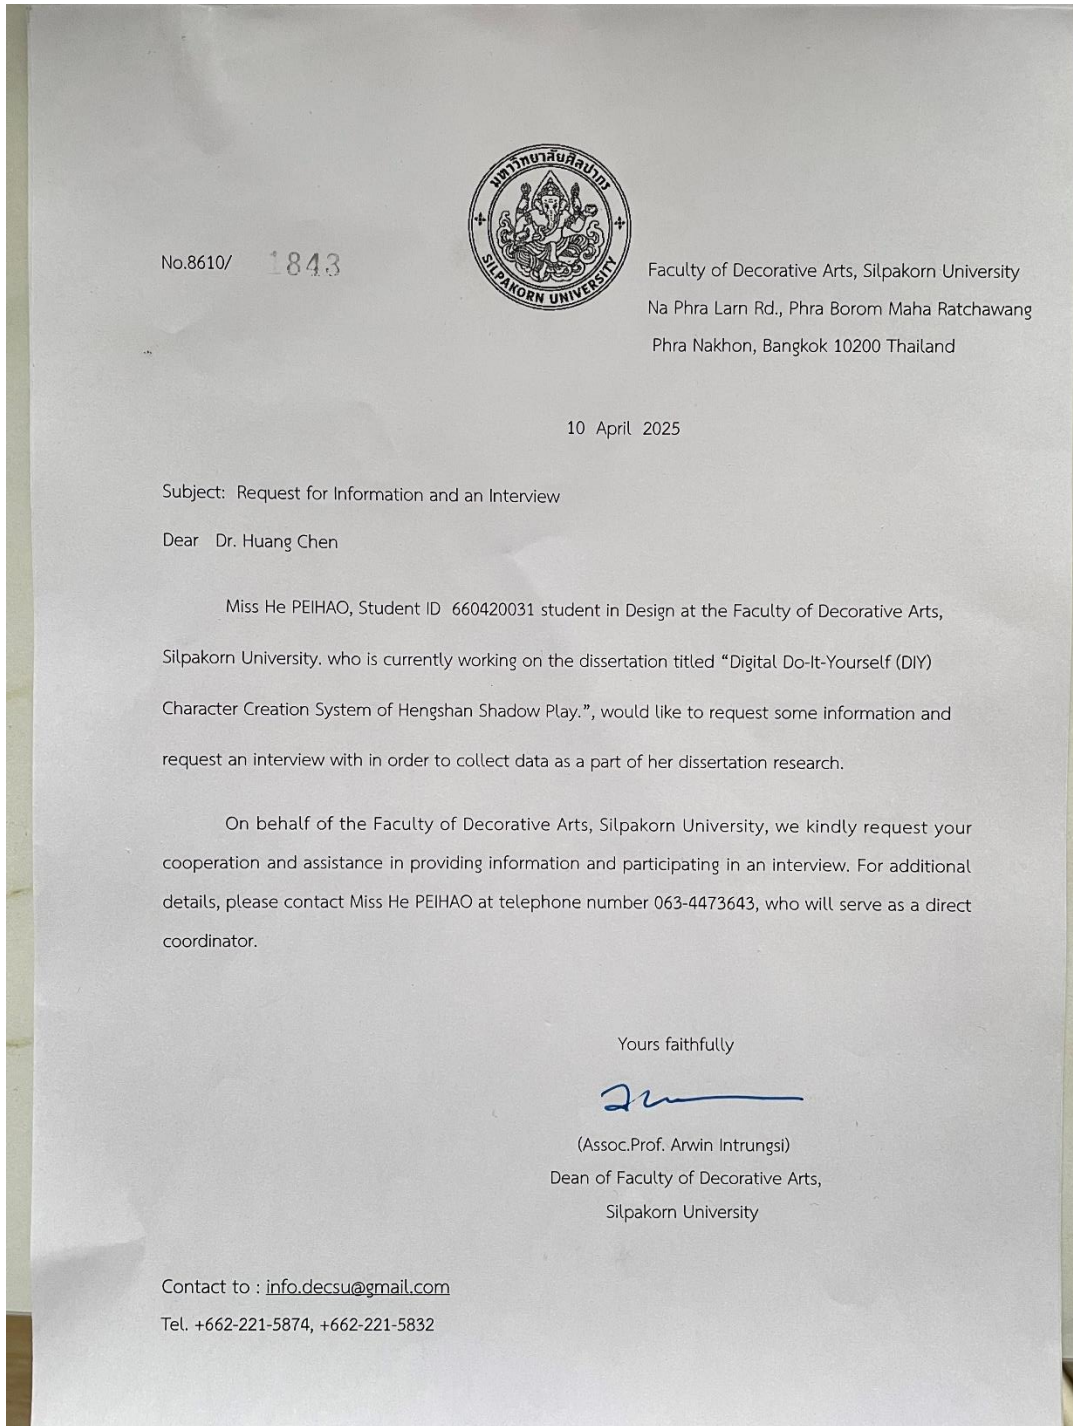 มหาวิทยาลัยศิลปากร
SILPAKORN UNIVERSITY
No.8610/ 1843
Faculty of Decorative Arts, Silpakorn University
Na Phra Larn Rd., Phra Borom Maha Ratchawang
Phra Nakhon, Bangkok 10200 Thailand
10 April 2025
Subject: Request for Information and an Interview
Dear Dr. Huang Chen
Miss He PEIHAO, Student ID 660420031 student in Design at the Faculty of Decorative Arts,
Silpakorn University. who is currently working on the dissertation titled “Digital Do-It-Yourself (DIY)
Character Creation System of Hengshan Shadow Play.”, would like to request some information and
request an interview with in order to collect data as a part of her dissertation research.
On behalf of the Faculty of Decorative Arts, Silpakorn University, we kindly request your
cooperation and assistance in providing information and participating in an interview. For additional
details, please contact Miss He PEIHAO at telephone number 063-4473643, who will serve as a direct
coordinator.
Yours faithfully
(Assoc.Prof. Arwin Intrungsi)
Dean of Faculty of Decorative Arts,
Silpakorn University
Contact to : info.decsu@gmail.com
Tel. +662-221-5874, +662-221-5832